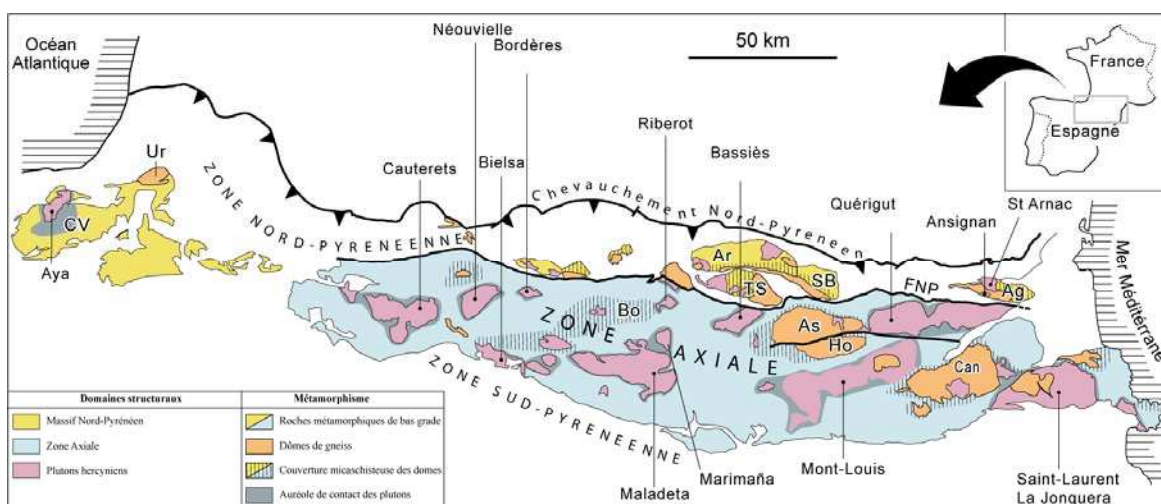 Océan
Atlantique
Néouvielle
Bordères
50 km
France
Espagne
Ur
Riberot
Cauterets
Bielsa
Bassiès
ZONE NORD-PYRENEENNE
Chevauchement Nord-Pyreneen
Quérigut
St Arnac
Ansignan
CV
Aya
Ar
TS
SB
FNP
Ag
Mer Méditérrane
Bo
As
Ho
ZONE AXIALE
Can
ZONE SUD-PYRENEENNE
Maladeta
Marimaña
Mont-Louis
Saint-Laurent
La Jonquera
Domaines structuraux
Massif Nord-Pyrénéen
Zone Axiale
Plutons hercyniens
Métamorphisme
Roches métamorphiques de bas grade
Dômes de gneiss
Couverture micaschisteuse des domes
Auréole de contact des plutons